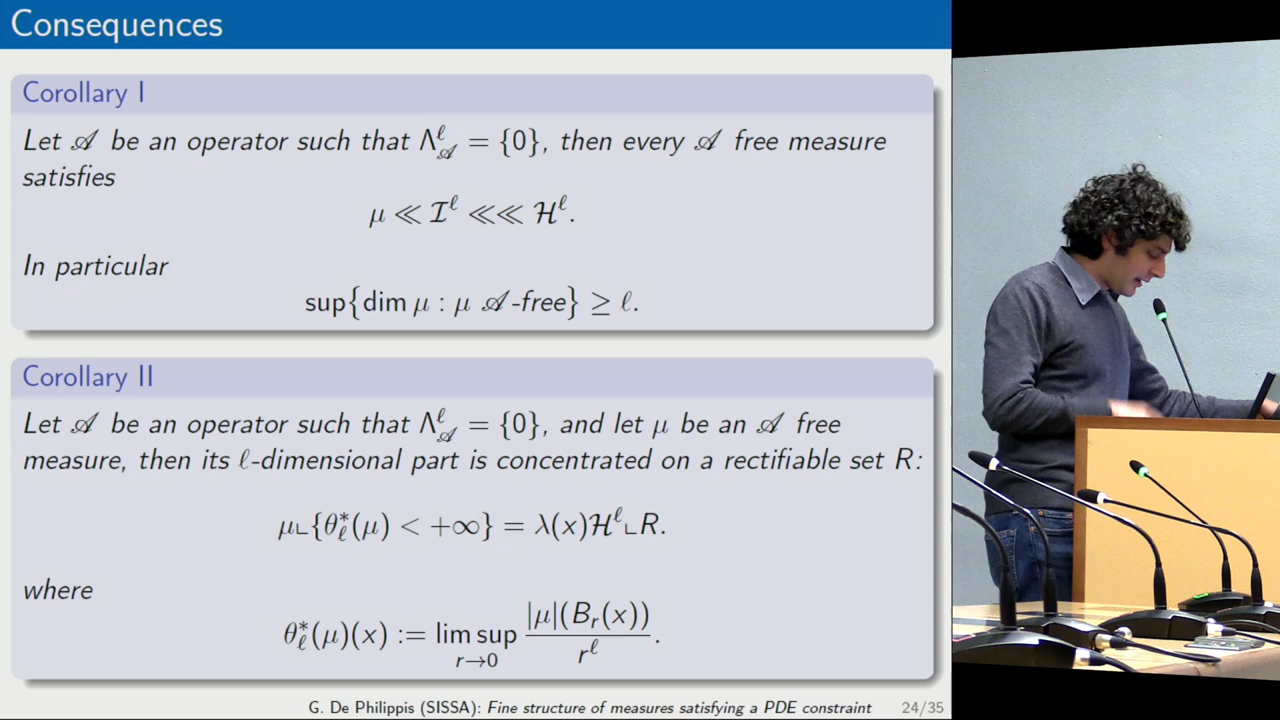 Consequences
Corollary I
Let 𝒜 be an operator such that Λ^ℓ_𝒜 = {0}, then every 𝒜 free measure
satisfies
μ ≪ ℐ^ℓ ⋘ ℋ^ℓ.
In particular
sup{dim μ : μ 𝒜-free} ≥ ℓ.
Corollary II
Let 𝒜 be an operator such that Λ^ℓ_𝒜 = {0}, and let μ be an 𝒜 free
measure, then its ℓ-dimensional part is concentrated on a rectifiable set R:
μ⌞{θ*_ℓ(μ) < +∞} = λ(x)ℋ^ℓ⌞R.
where
θ*_ℓ(μ)(x) := lim sup_{r→0} |μ|(B_r(x)) / r^ℓ.
G. De Philippis (SISSA): Fine structure of measures satisfying a PDE constraint 24/35